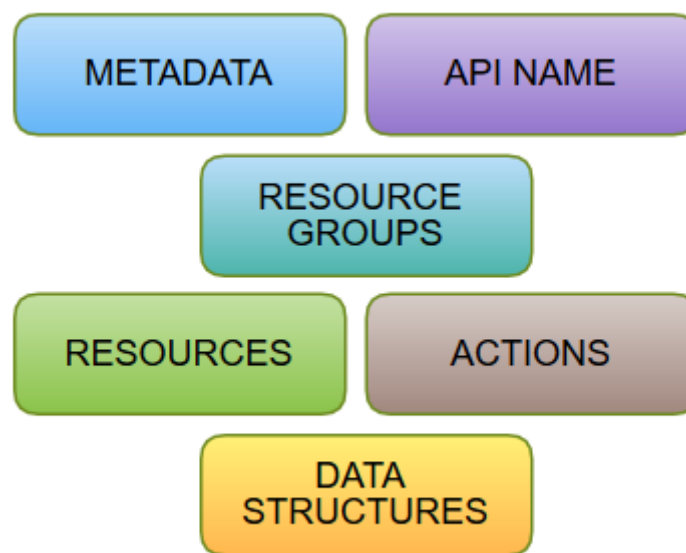 METADATA
API NAME
RESOURCE
GROUPS
RESOURCES
ACTIONS
DATA
STRUCTURES